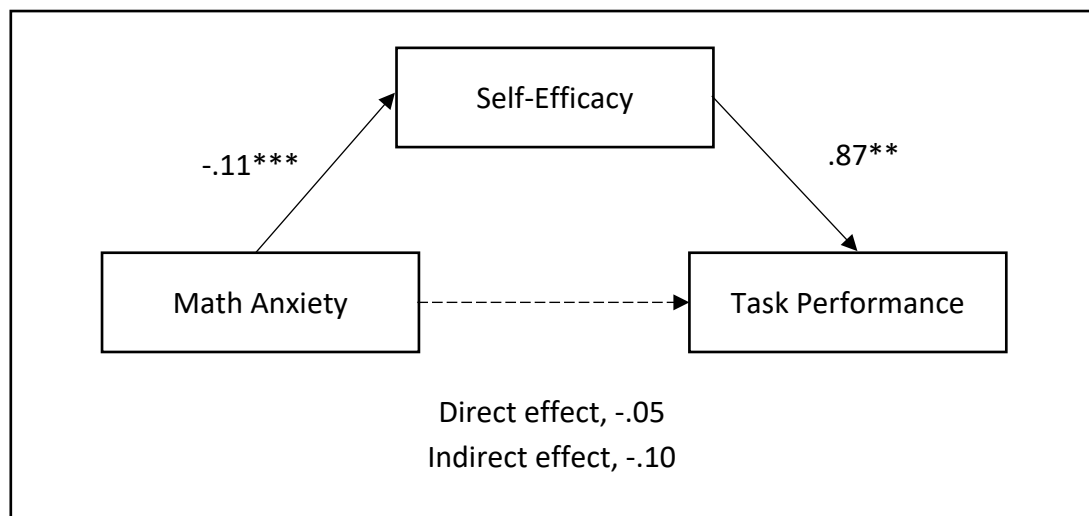 Self-Efficacy
-.11***
.87**
Math Anxiety
Task Performance
Direct effect, -.05
Indirect effect, -.10